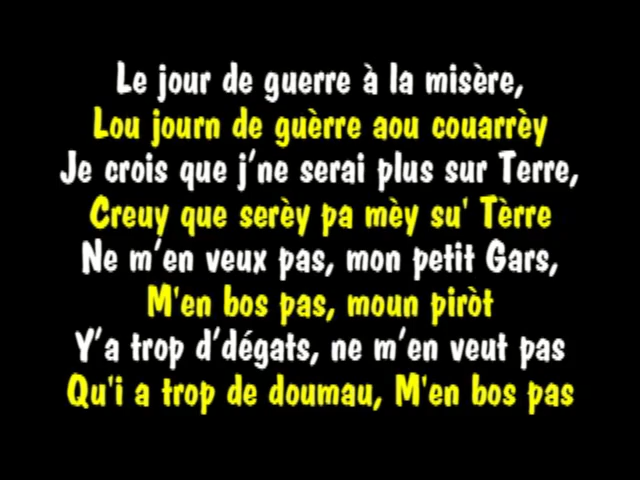 Le jour de guerre à la misère,
Lou journ de guèrre aou couarrèy
Je crois que j'ne serai plus sur Terre,
Creuy que serèy pa mèy su' Tèrre
Ne m'en veux pas, mon petit Gars,
M'en bos pas, moun piròt
Y'a trop d'dégats, ne m'en veut pas
Qu'i a trop de doumau, M'en bos pas